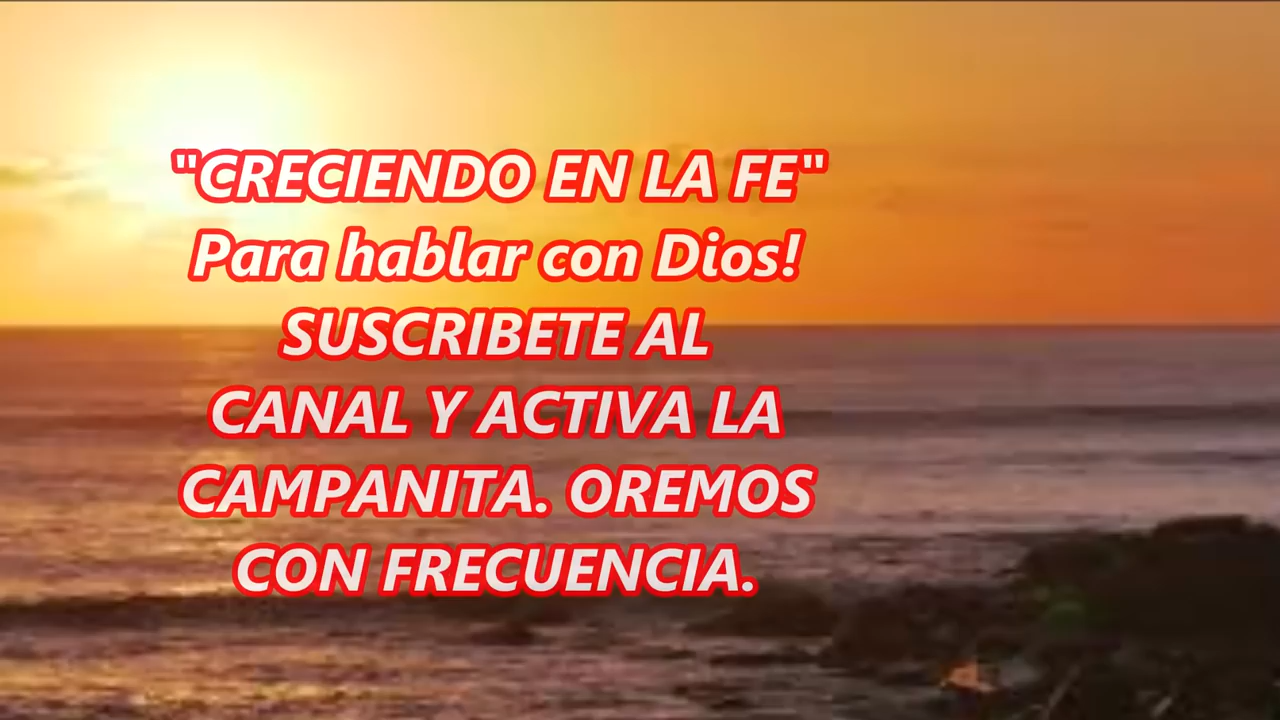 "CRECIENDO EN LA FE"
Para hablar con Dios!
SUSCRIBETE AL
CANAL Y ACTIVA LA
CAMPANITA. OREMOS
CON FRECUENCIA.